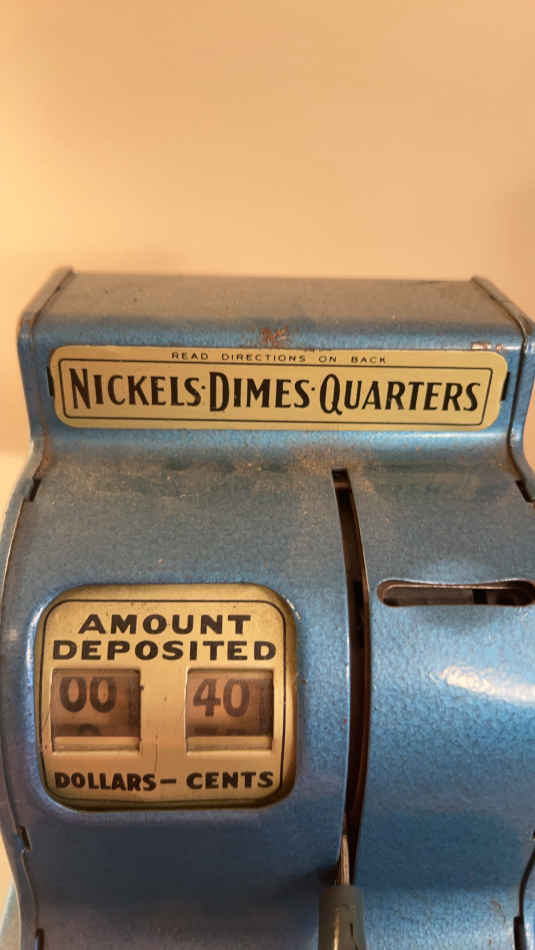 READ DIRECTIONS ON BACK
NICKELS·DIMES·QUARTERS
AMOUNT
DEPOSITED
00 40
DOLLARS–CENTS